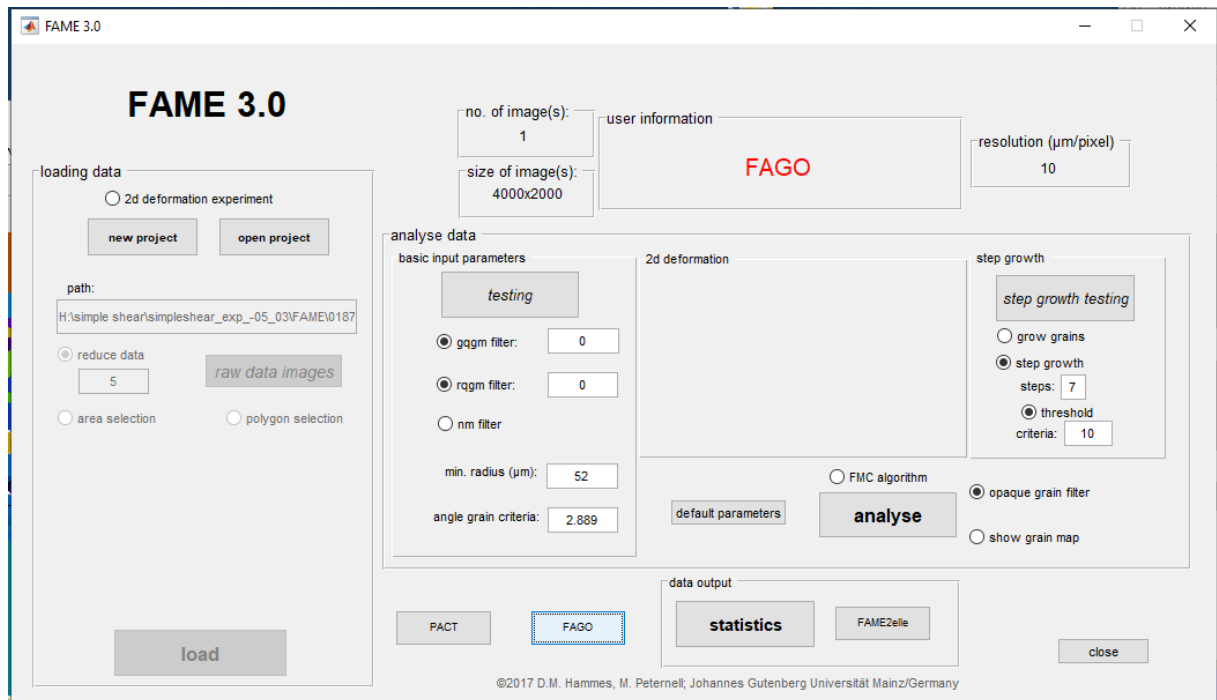 FAME 3.0
FAME 3.0
no. of image(s):
1
size of image(s):
4000x2000
user information
FAGO
resolution (µm/pixel)
10
loading data
2d deformation experiment
new project
open project
path:
H:\simple shear\simpleshear_exp_-05_03\FAME\0187
reduce data
5
raw data images
area selection
polygon selection
load
analyse data
basic input parameters
testing
gqgm filter:
0
rqgm filter:
0
nm filter
min. radius (µm):
52
angle grain criteria:
2.889
2d deformation
step growth
step growth testing
grow grains
step growth
steps:
7
threshold
criteria:
10
default parameters
FMC algorithm
analyse
opaque grain filter
show grain map
PACT
FAGO
data output
statistics
FAME2elle
close
©2017 D.M. Hammes, M. Peternell; Johannes Gutenberg Universität Mainz/Germany